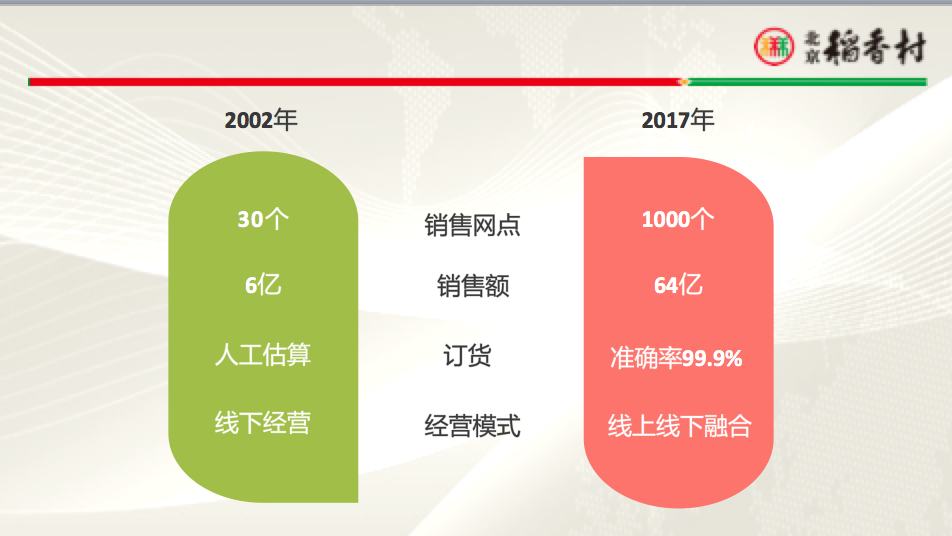 北京稻香村
2002年
2017年
30个
销售网点
1000个
6亿
销售额
64亿
人工估算
订货
准确率99.9%
线下经营
经营模式
线上线下融合